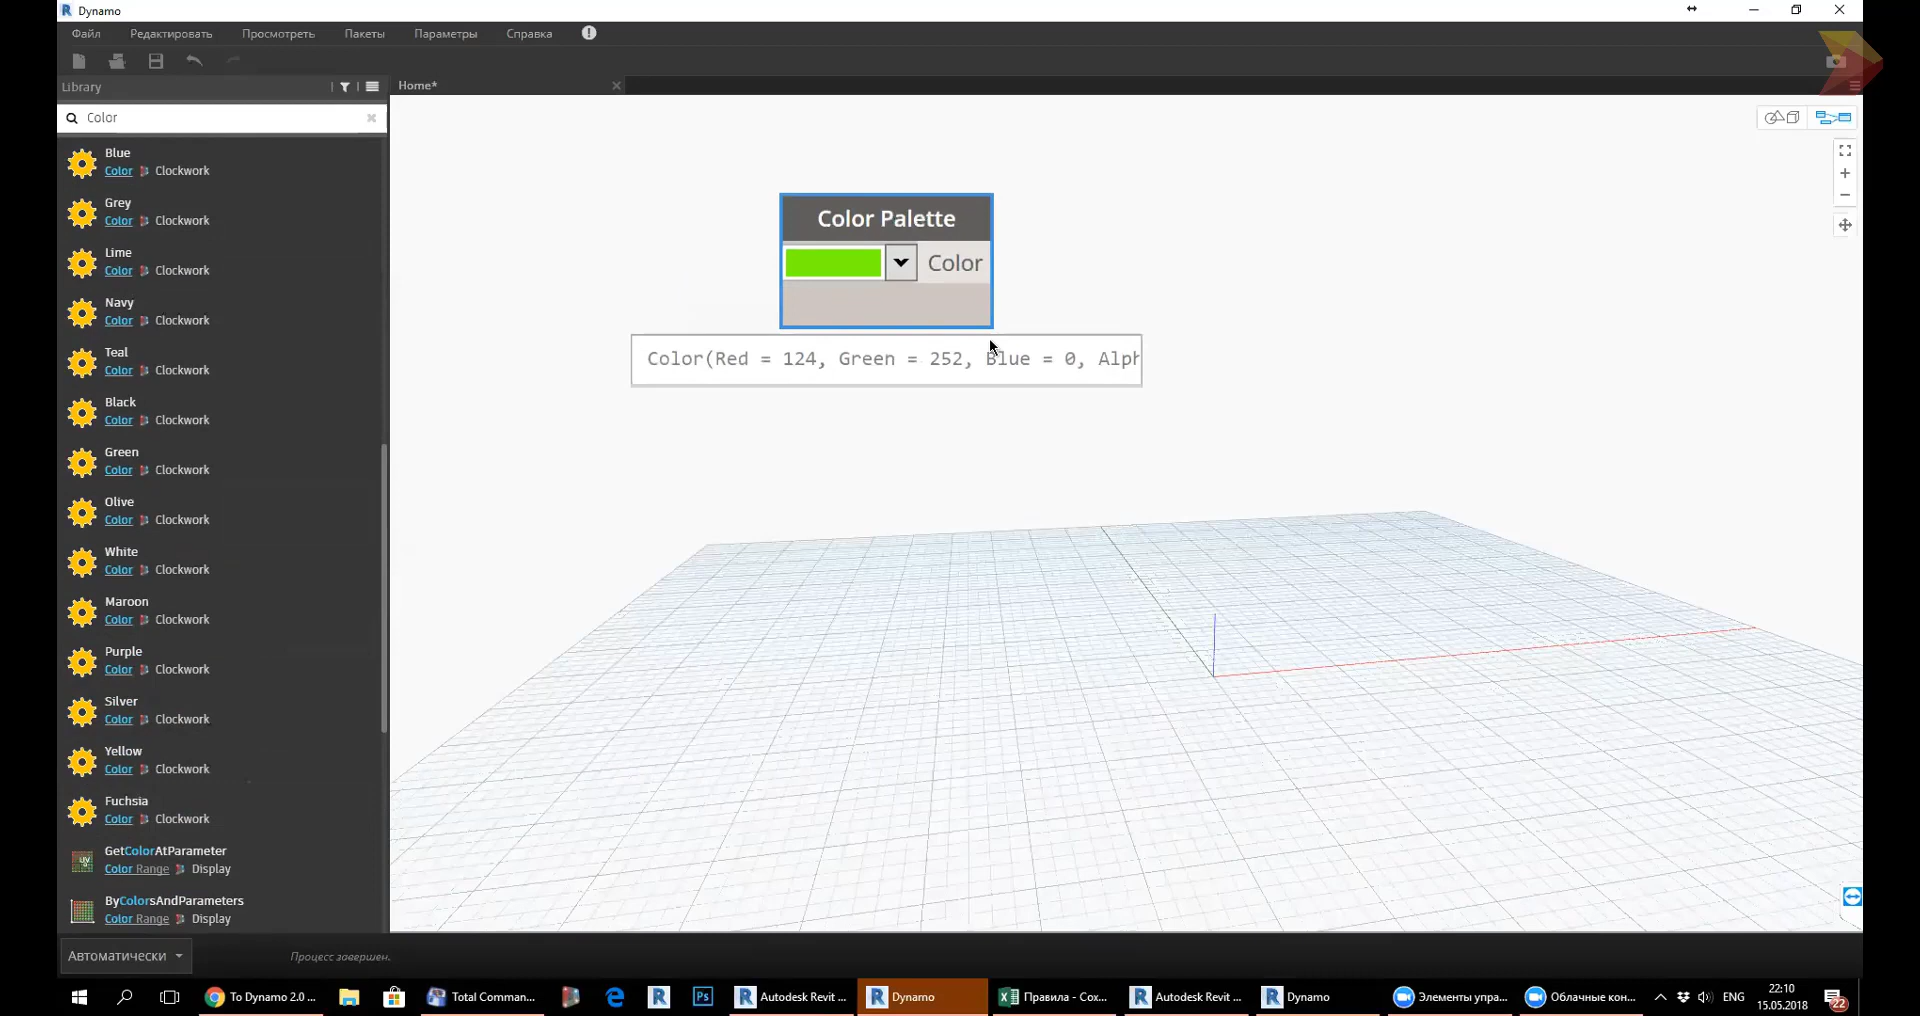 Dynamo
Файл Редактировать Просмотреть Пакеты Параметры Справка
Library
Home*
Color
Blue
Color Clockwork
Grey
Color Clockwork
Lime
Color Clockwork
Navy
Color Clockwork
Teal
Color Clockwork
Black
Color Clockwork
Green
Color Clockwork
Olive
Color Clockwork
White
Color Clockwork
Maroon
Color Clockwork
Purple
Color Clockwork
Silver
Color Clockwork
Yellow
Color Clockwork
Fuchsia
Color Clockwork
GetColorAtParameter
Color Range Display
ByColorsAndParameters
Color Range Display
Color Palette
Color
Color(Red = 124, Green = 252, Blue = 0, Alph
Автоматически
Процесс завершен.
To Dynamo 2.0 ...
Total Comman...
Ps
Autodesk Revit ...
Dynamo
Правила - Сох...
Autodesk Revit ...
Dynamo
Элементы упра...
Облачные кон...
ENG
22:10
15.05.2018
22